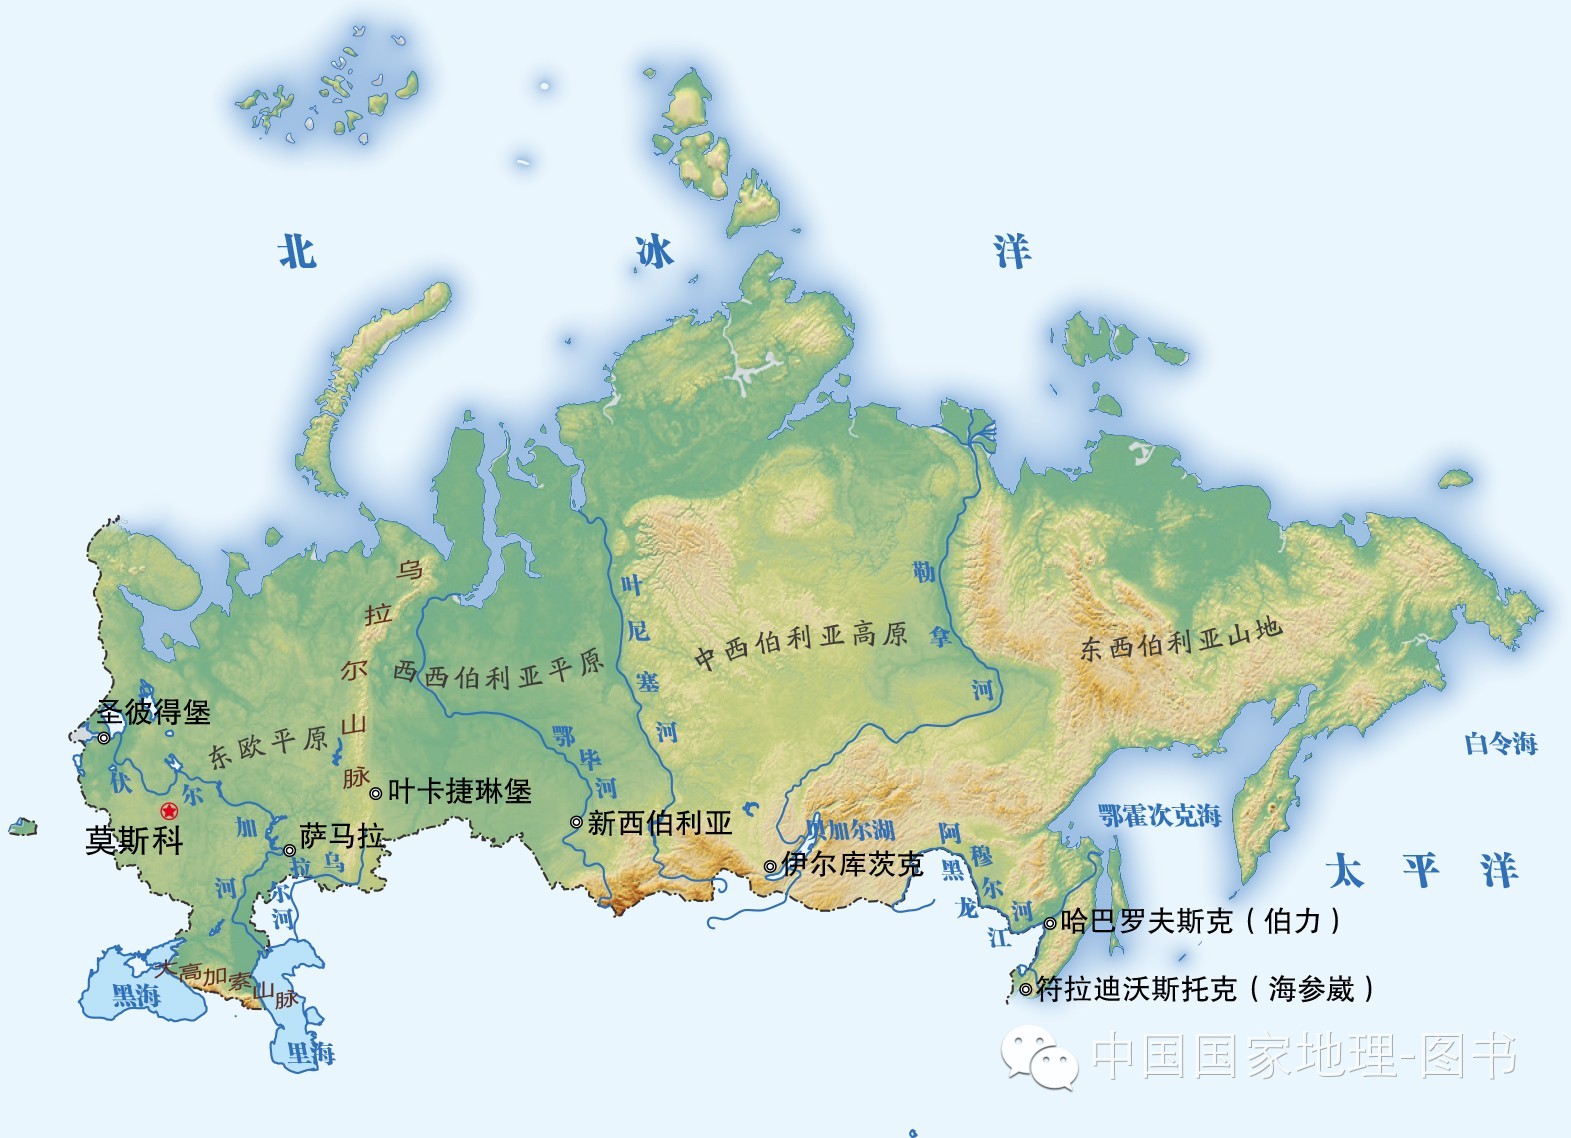 北冰洋
乌拉尔山脉
叶尼塞河
勒拿河
西西伯利亚平原
中西伯利亚高原
东西伯利亚山地
圣彼得堡
东欧平原
鄂毕河
白令海
伏尔加河
叶卡捷琳堡
莫斯科
萨马拉
新西伯利亚
贝加尔湖
鄂霍次克海
伊尔库茨克
阿穆尔河
黑龙江
太平洋
乌拉尔河
哈巴罗夫斯克（伯力）
大高加索山脉
黑海
符拉迪沃斯托克（海参崴）
里海
中国国家地理-图书